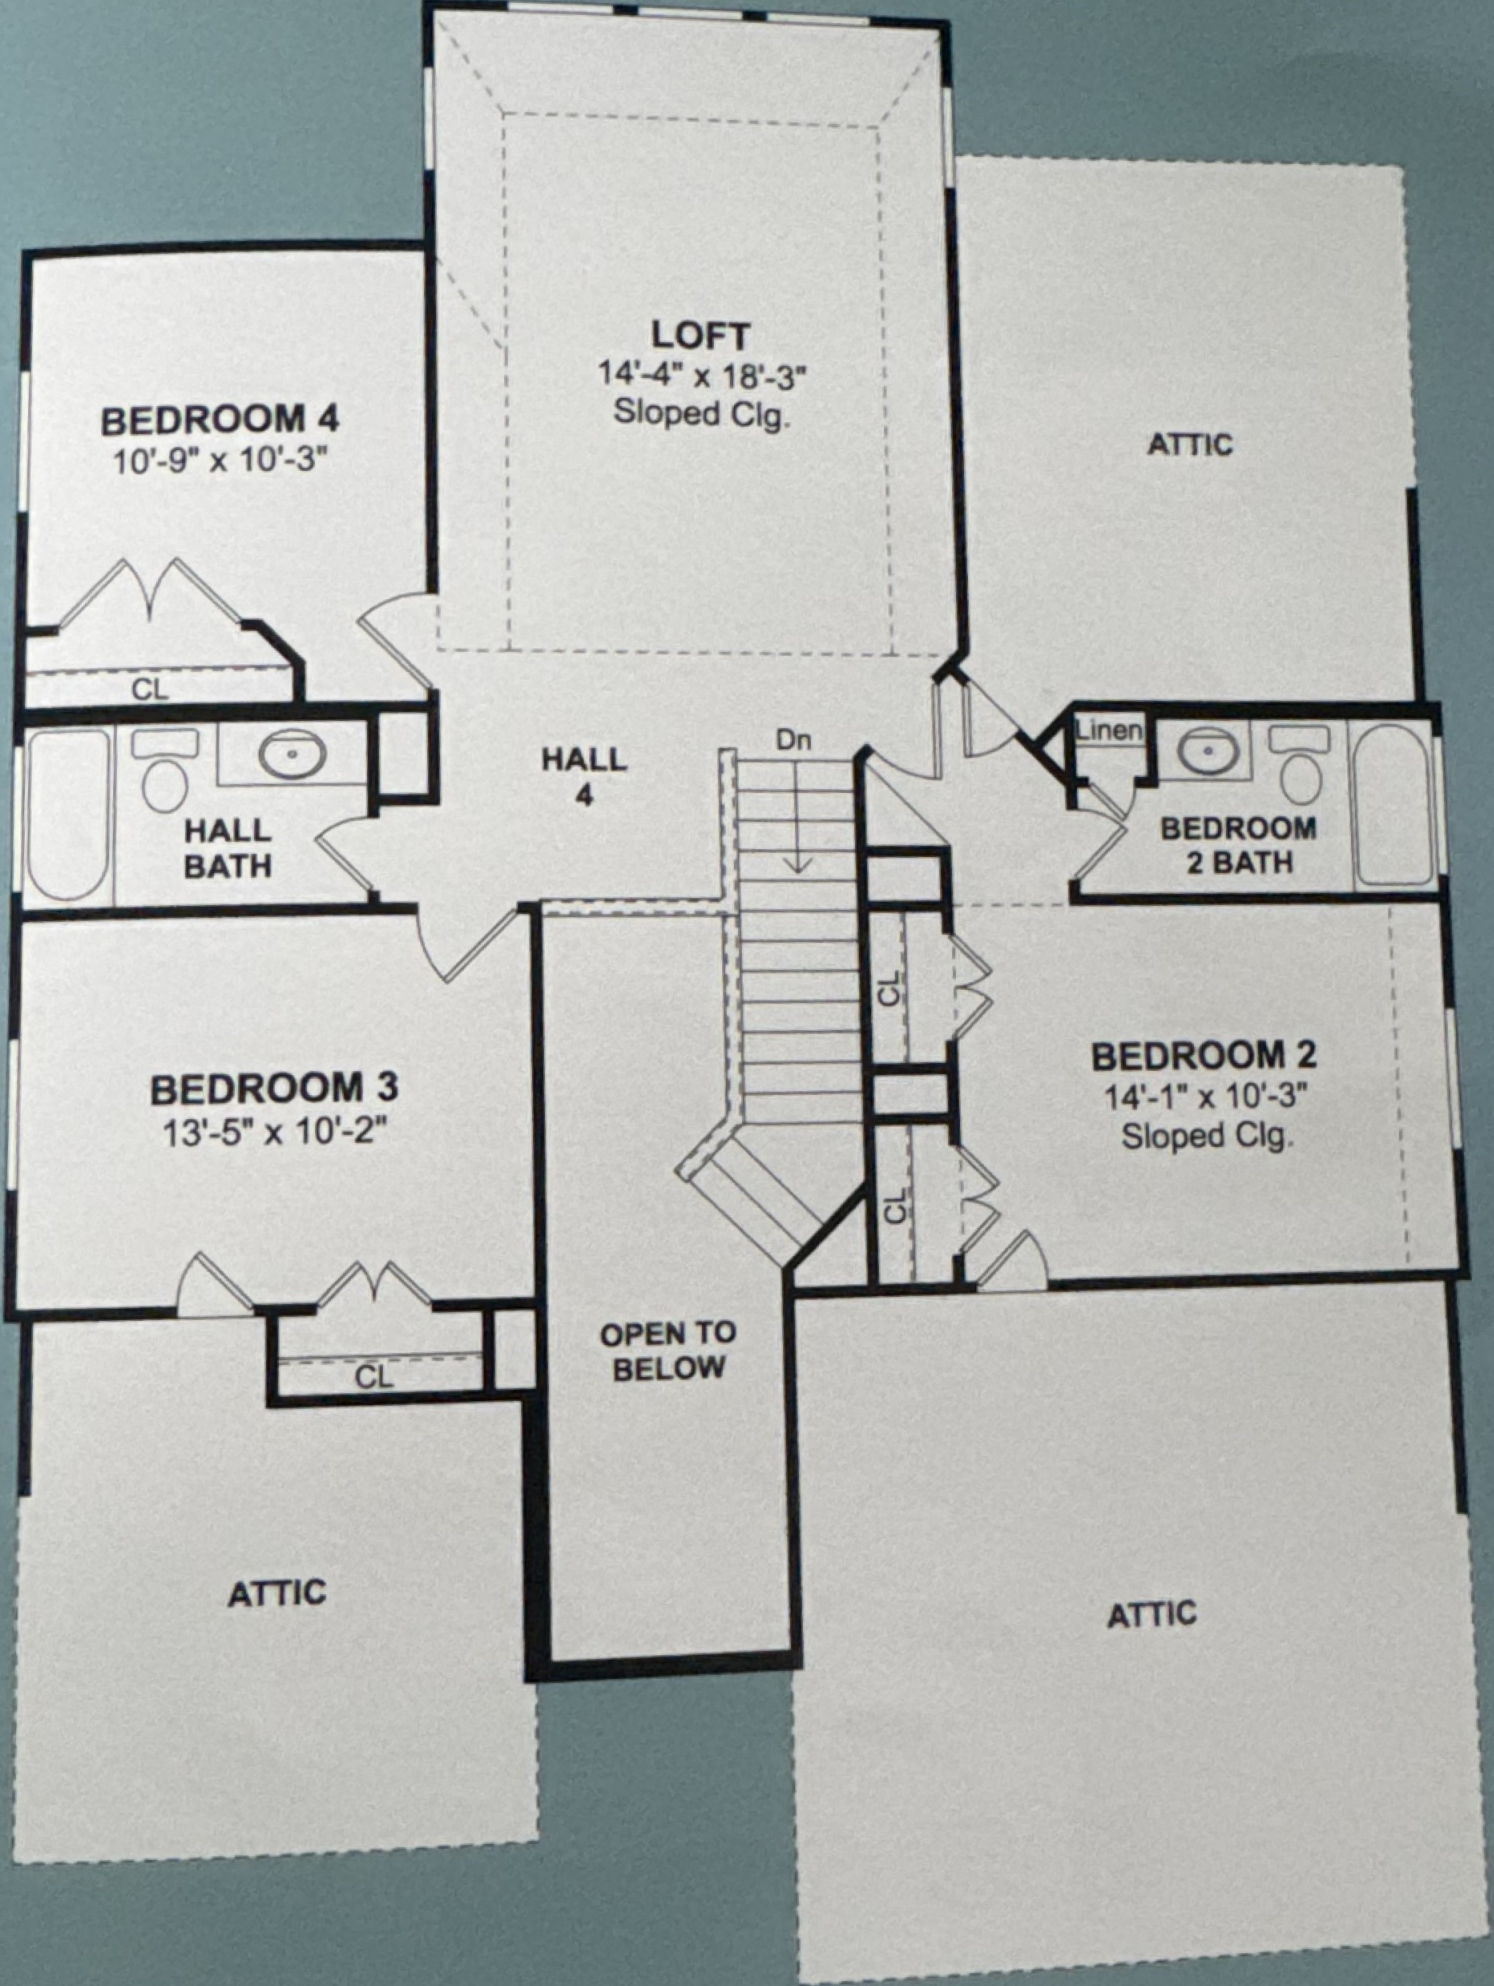 LOFT
14'-4" x 18'-3"
Sloped Clg.
BEDROOM 4
10'-9" x 10'-3"
ATTIC
CL
HALL
4
Dn
Linen
HALL
BATH
BEDROOM
2 BATH
CL
BEDROOM 2
14'-1" x 10'-3"
Sloped Clg.
BEDROOM 3
13'-5" x 10'-2"
CL
OPEN TO
BELOW
CL
ATTIC
ATTIC